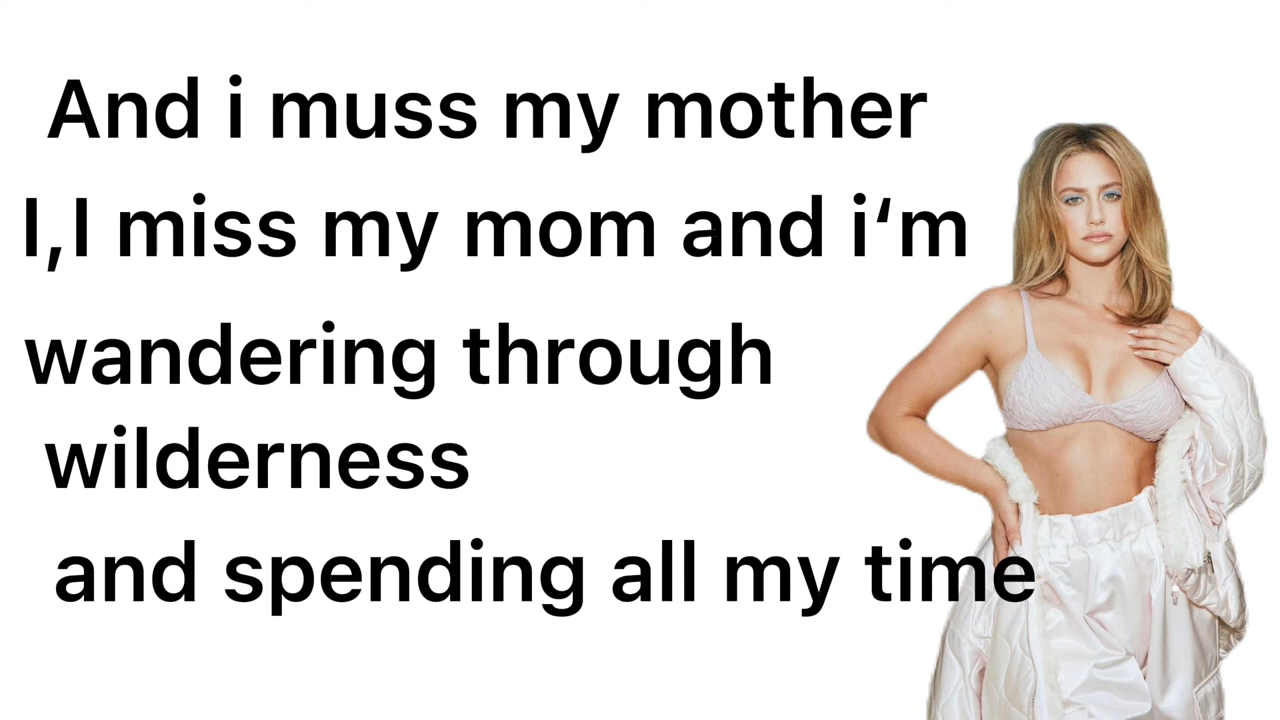 And i muss my mother
I,I miss my mom and i‘m
wandering through
wilderness
and spending all my time